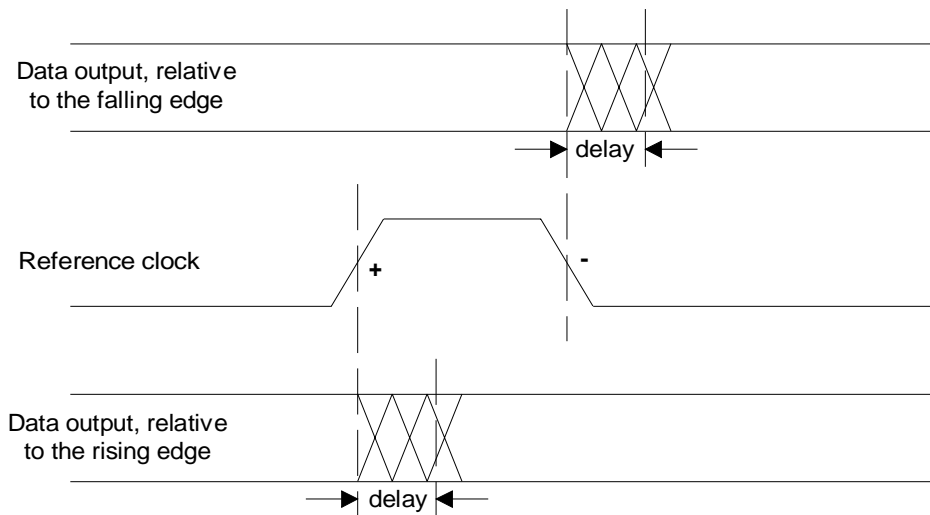 Data output, relative
to the falling edge
delay
Reference clock
+
-
Data output, relative
to the rising edge
delay